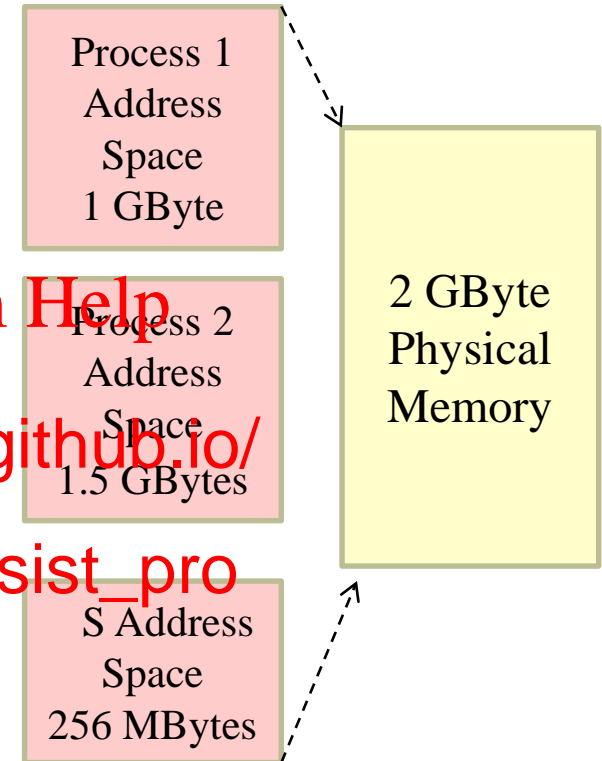 Process 1
Address
Space
1 GByte
Help
Process 2
Address
Space
github.io/
1.5 GBytes
sist_pro
S Address
Space
256 MBytes
2 GByte
Physical
Memory